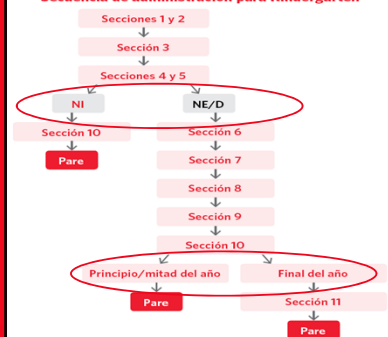 Secuencia de administración para Kindergarten
Secciones 1 y 2
Sección 3
Secciones 4 y 5
NI NE/D
Sección 10 Sección 6
Pare Sección 7
Sección 8
Sección 9
Sección 10
Principio/mitad del año Final del año
Pare Sección 11
Pare